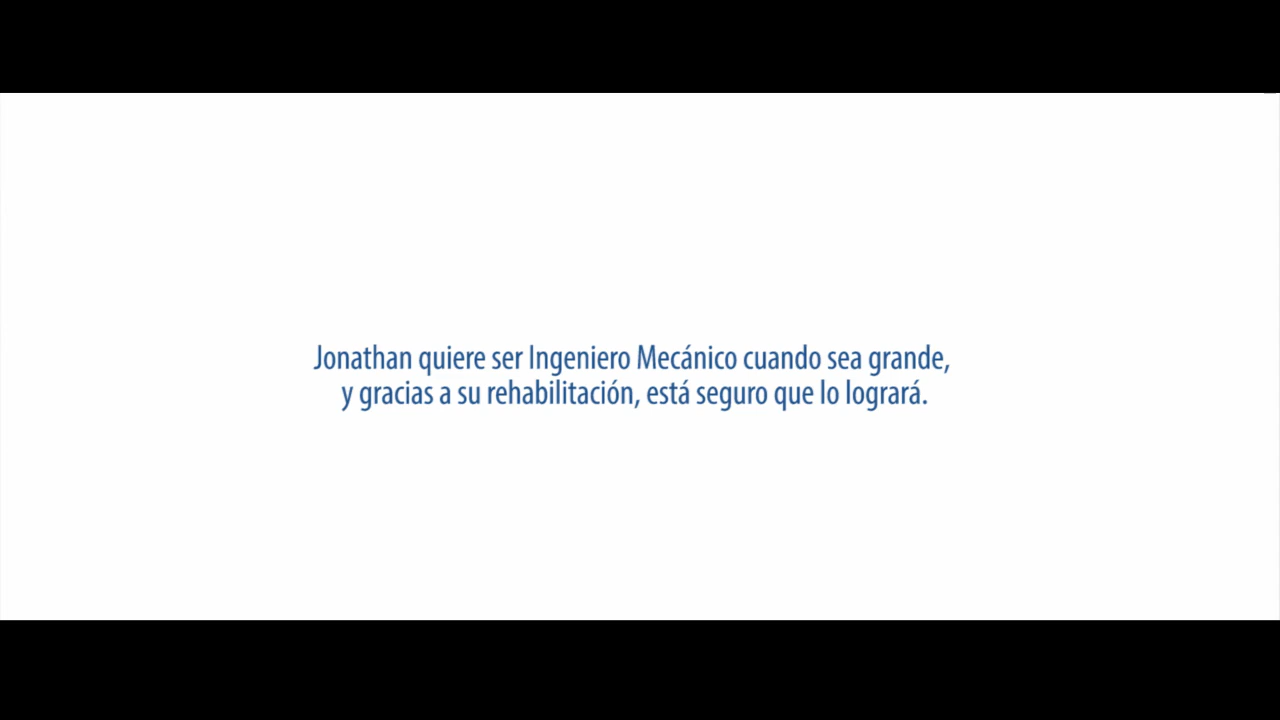 Jonathan quiere ser Ingeniero Mecánico cuando sea grande,
y gracias a su rehabilitación, está seguro que lo logrará.